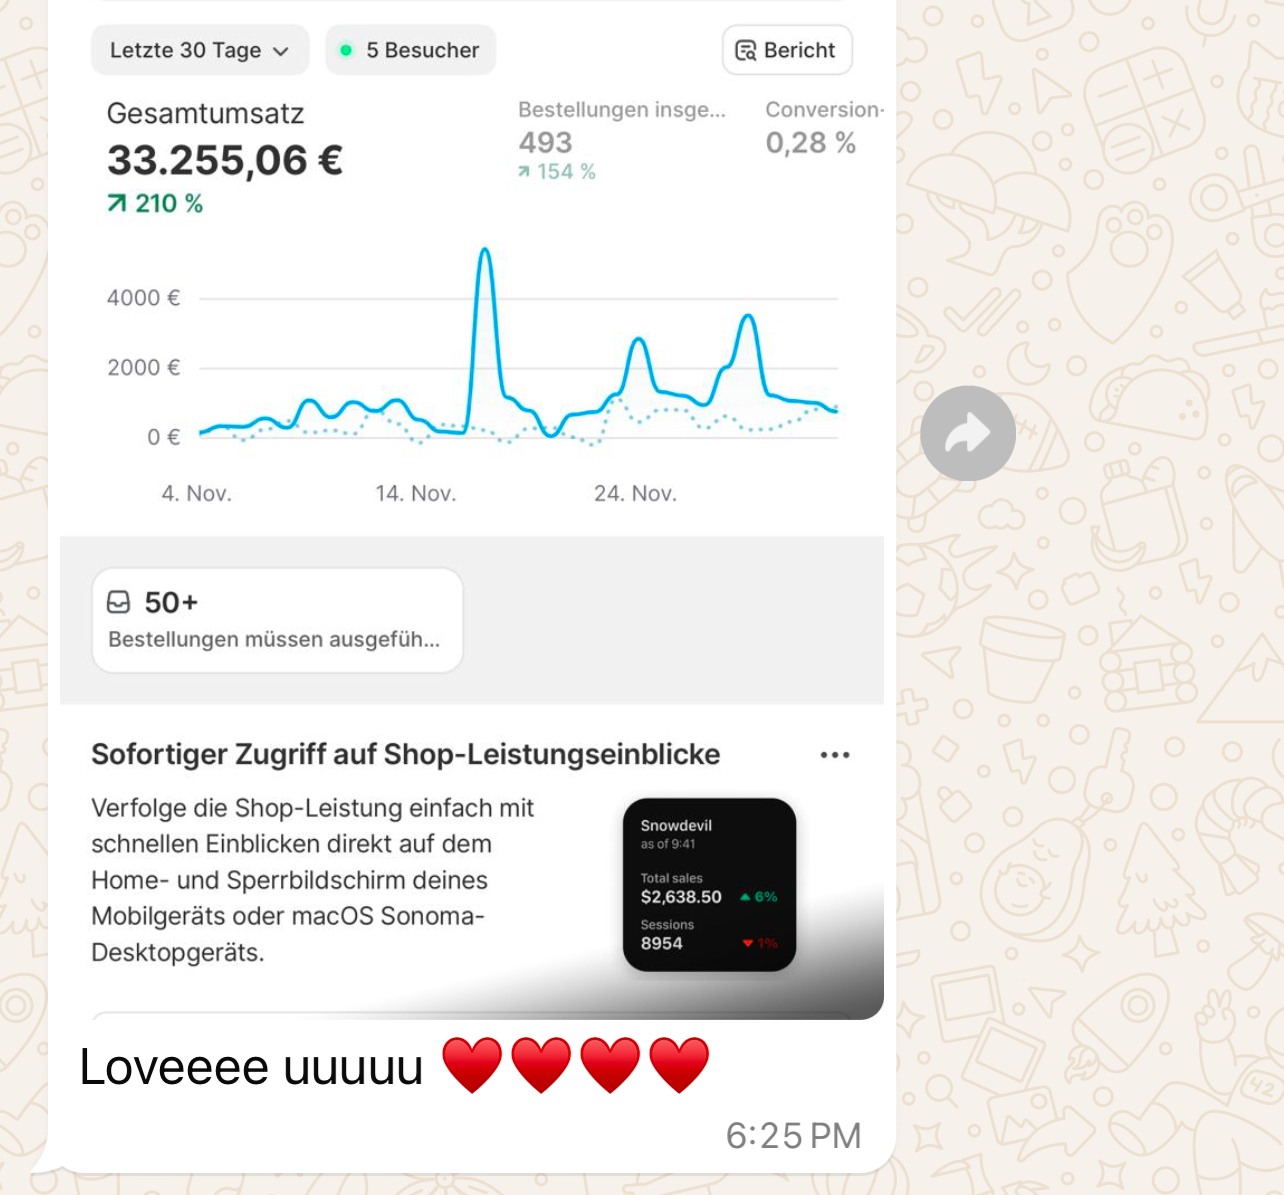 Letzte 30 Tage
5 Besucher
Bericht
Gesamtumsatz
33.255,06 €
210 %
Bestellungen insge...
493
154 %
Conversion-
0,28 %
4000 €
2000 €
0 €
4. Nov.
14. Nov.
24. Nov.
50+
Bestellungen müssen ausgefüh...
Sofortiger Zugriff auf Shop-Leistungseinblicke
Verfolge die Shop-Leistung einfach mit
schnellen Einblicken direkt auf dem
Home- und Sperrbildschirm deines
Mobilgeräts oder macOS Sonoma-
Desktopgeräts.
Snowdevil
as of 9:41
Total sales
$2,638.50
6%
Sessions
8954
1%
Loveeee uuuuu ❤️❤️❤️❤️
6:25 PM
42